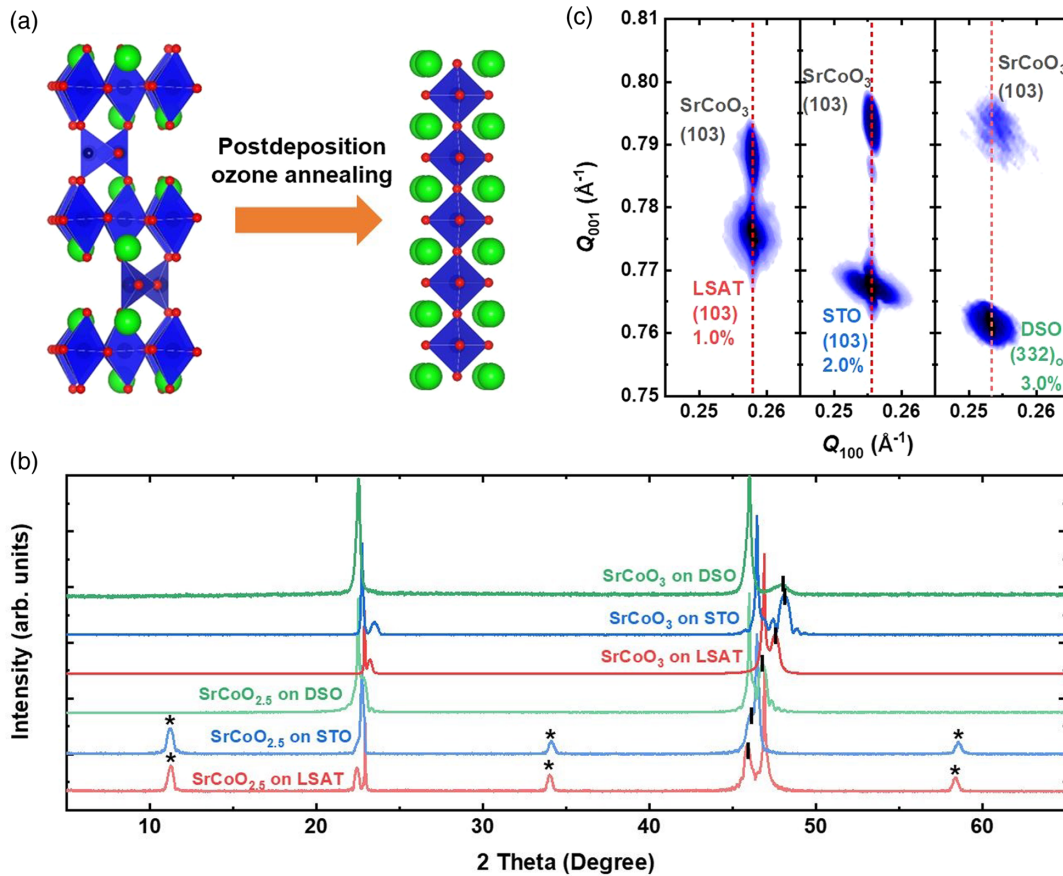 (a)
Postdeposition
ozone annealing
(c)
0.81
0.80
0.79
0.78
0.77
0.76
0.75
Q001 (Å-1)
SrCoO3
(103)
SrCoO3
(103)
SrCoO3
(103)
LSAT
(103)
1.0%
STO
(103)
2.0%
DSO
(332)o
3.0%
0.25 0.26 0.25 0.26 0.25 0.26
Q100 (Å-1)
(b)
Intensity (arb. units)
SrCoO3 on DSO
SrCoO3 on STO
SrCoO3 on LSAT
SrCoO2.5 on DSO
* SrCoO2.5 on STO * *
* SrCoO2.5 on LSAT * *
10 20 30 40 50 60
2 Theta (Degree)